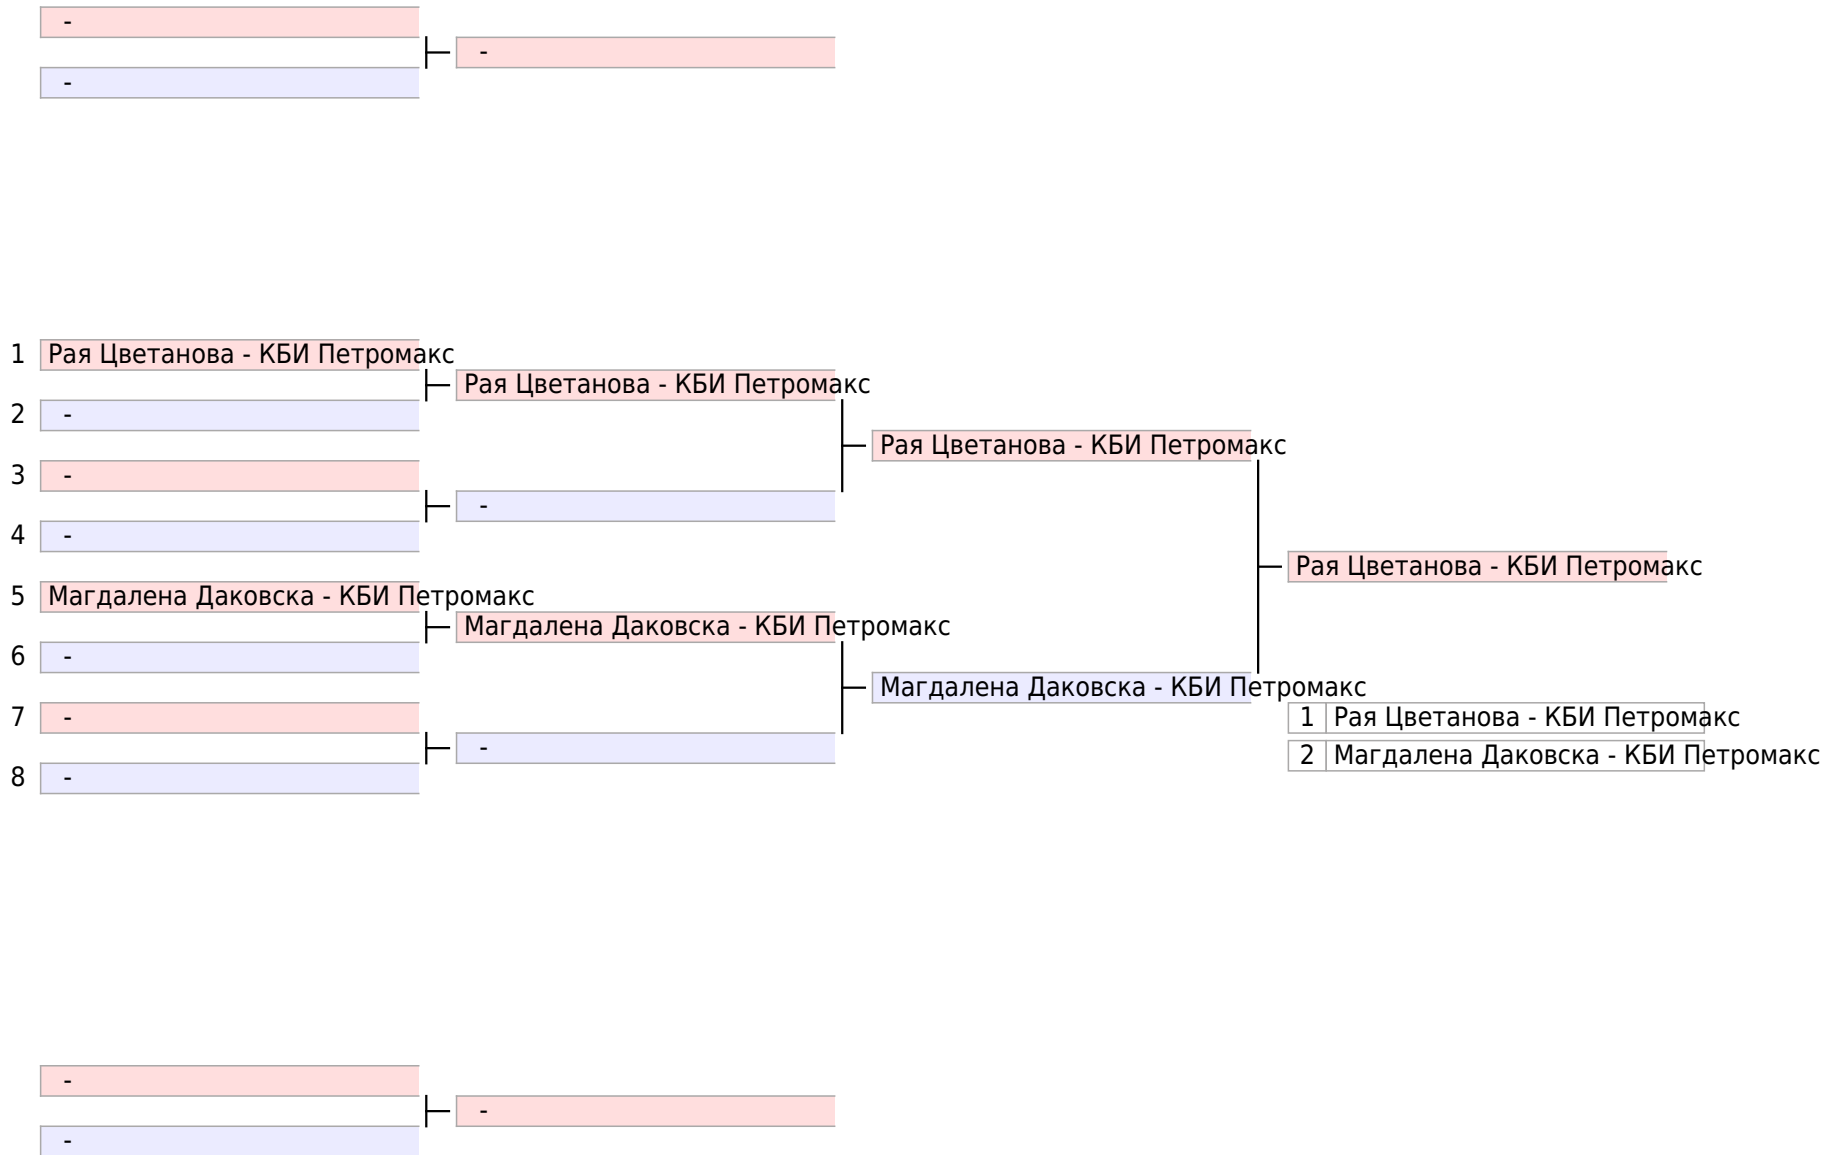 -
-
-
1 Рая Цветанова - КБИ Петромакс
Рая Цветанова - КБИ Петромакс
2 -
Рая Цветанова - КБИ Петромакс
3 -
-
4 -
Рая Цветанова - КБИ Петромакс
5 Магдалена Даковска - КБИ Петромакс
Магдалена Даковска - КБИ Петромакс
6 -
Магдалена Даковска - КБИ Петромакс
7 -
1 Рая Цветанова - КБИ Петромакс
-
2 Магдалена Даковска - КБИ Петромакс
8 -
-
-
-